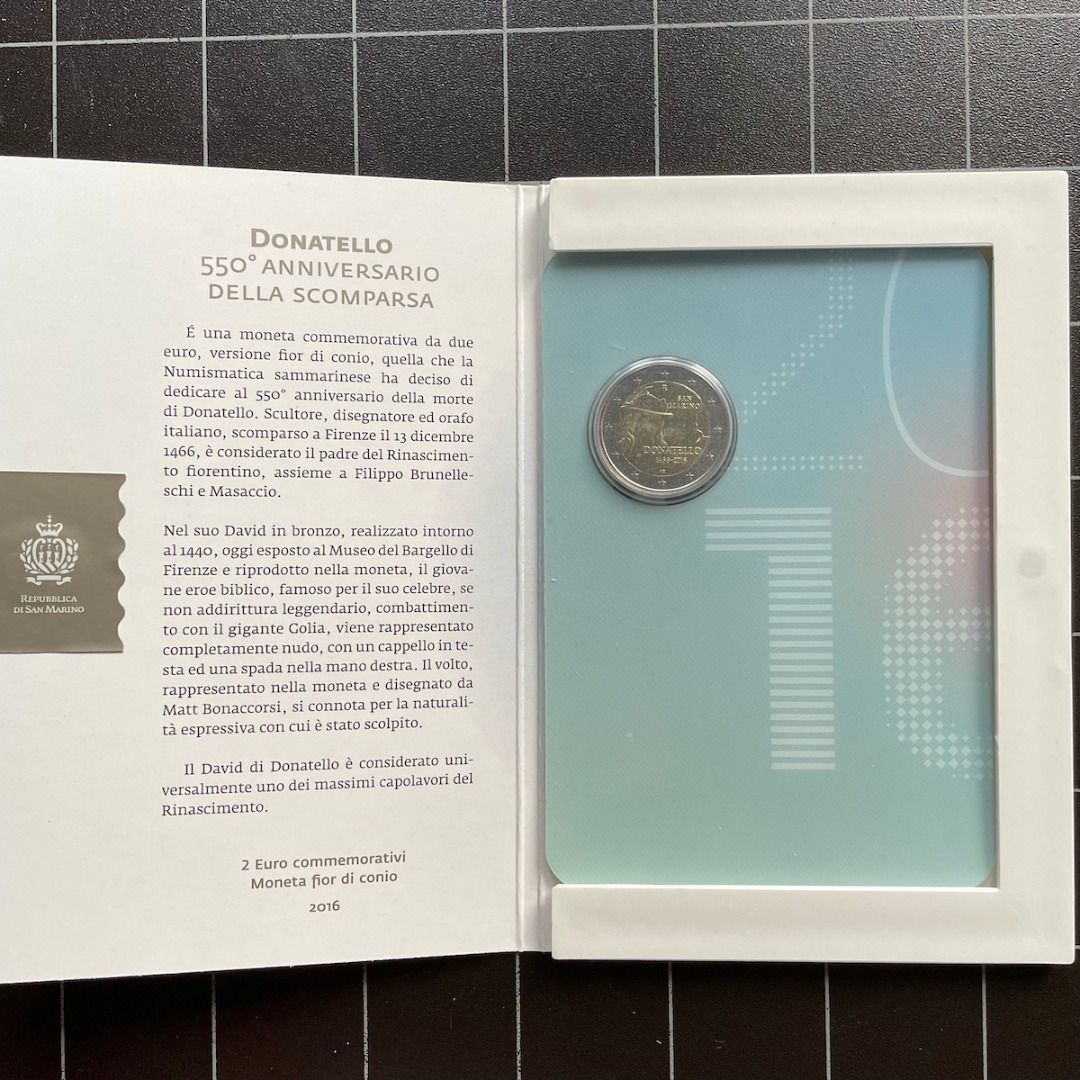 DONATELLO
550° ANNIVERSARIO
DELLA SCOMPARSA
É una moneta commemorativa da due
euro, versione fior di conio, quella che la
Numismatica sammarinese ha deciso di
dedicare al 550° anniversario della morte
di Donatello. Scultore, disegnatore ed orafo
italiano, scomparso a Firenze il 13 dicembre
1466, è considerato il padre del Rinascimen-
to fiorentino, assieme a Filippo Brunelle-
schi e Masaccio.
Nel suo David in bronzo, realizzato intorno
al 1440, oggi esposto al Museo del Bargello di
Firenze e riprodotto nella moneta, il giova-
ne eroe biblico, famoso per il suo celebre, se
non addirittura leggendario, combattimen-
to con il gigante Golia, viene rappresentato
completamente nudo, con un cappello in te-
sta ed una spada nella mano destra. Il volto,
rappresentato nella moneta e disegnato da
Matt Bonaccorsi, si connota per la naturali-
tà espressiva con cui è stato scolpito.
Il David di Donatello è considerato uni-
versalmente uno dei massimi capolavori del
Rinascimento.
2 Euro commemorativi
Moneta fior di conio
2016
REPUBBLICA
DI SAN MARINO
R
SAN
MARINO
DONATELLO
1466-2016
20
16